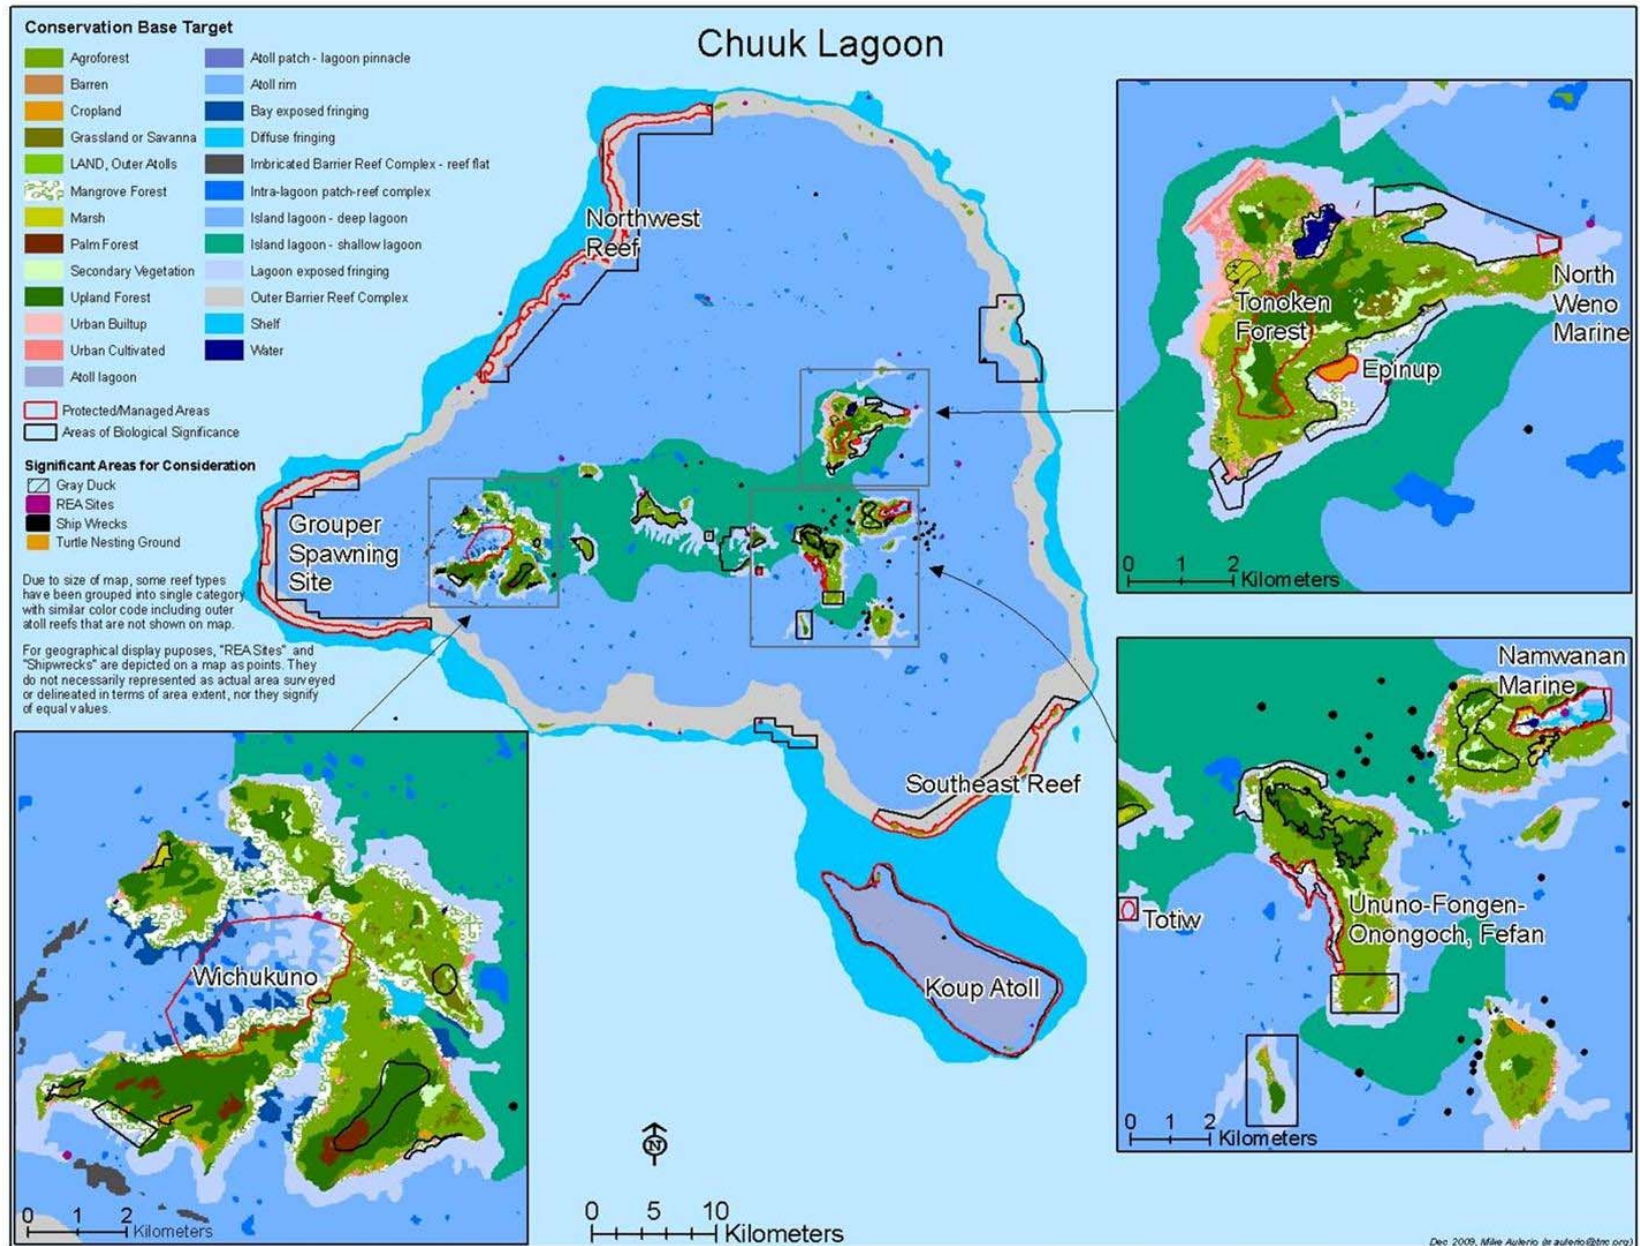 Chuuk Lagoon
Conservation Base Target
Agroforest
Barren
Cropland
Grassland or Savanna
LAND, Outer Atolls
Mangrove Forest
Marsh
Palm Forest
Secondary Vegetation
Upland Forest
Urban Builtup
Urban Cultivated
Atoll lagoon
Atoll patch - lagoon pinnacle
Atoll rim
Bay exposed fringing
Diffuse fringing
Imbricated Barrier Reef Complex - reef flat
Intra-lagoon patch-reef complex
Island lagoon - deep lagoon
Island lagoon - shallow lagoon
Lagoon exposed fringing
Outer Barrier Reef Complex
Shelf
Water
Protected/Managed Areas
Areas of Biological Significance
Significant Areas for Consideration
Gray Duck
REA Sites
Ship Wrecks
Turtle Nesting Ground
Due to size of map, some reef types
have been grouped into single category
with similar color code including outer
atoll reefs that are not shown on map.
For geographical display puposes, "REA Sites" and
"Shipwrecks" are depicted on a map as points. They
do not necessarily represented as actual area surveyed
or delineated in terms of area extent, nor they signify
of equal values.
Northwest
Reef
Grouper
Spawning
Site
Southeast Reef
Koup Atoll
North
Weno
Marine
Tonoken
Forest
Epinup
0 1 2
Kilometers
Namwanan
Marine
Totiw
Ununo-Fongen-
Onongoch, Fefan
0 1 2
Kilometers
Wichukuno
0 1 2
Kilometers
N
0 5 10
Kilometers
Dec 2009, Mike Aulerio (maulerio@tnc.org)